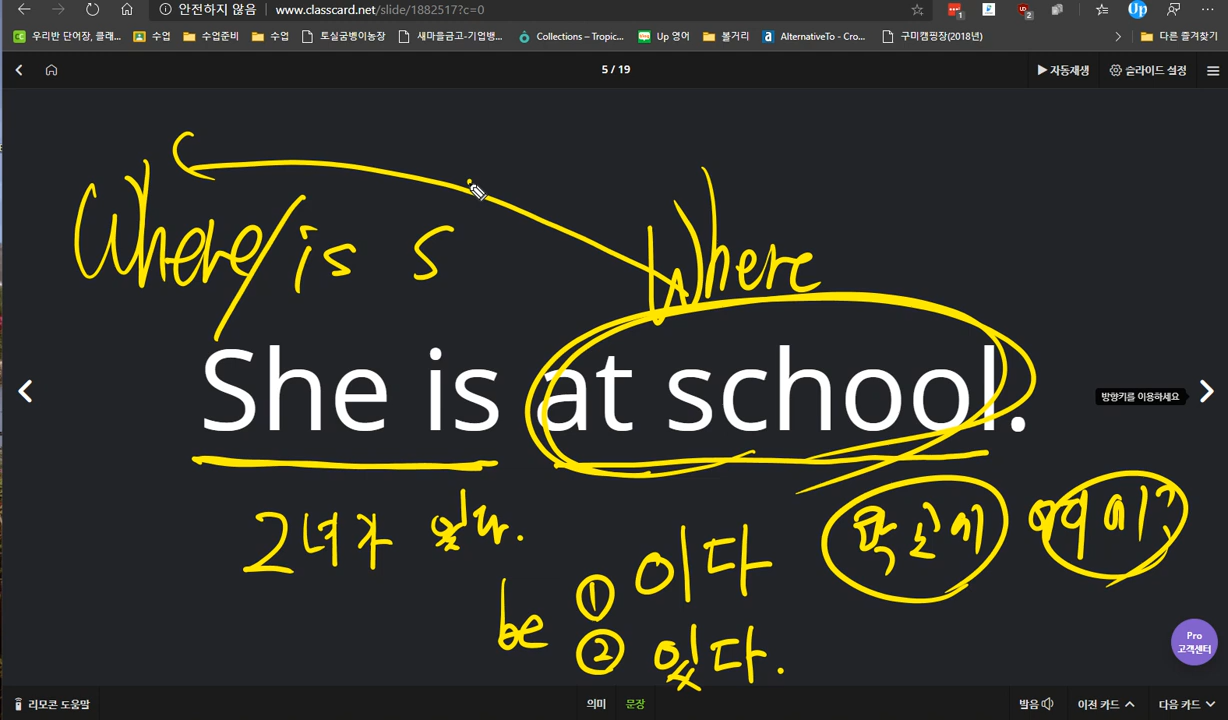 안전하지 않음 www.classcard.net/slide/1882517?c=0
우리반 단어장, 클래... 수업 수업준비 수업 토실굼벵이농장 새마을금고-기업뱅... Collections – Tropic... Up 영어 볼거리 AlternativeTo - Cro... 구미캠핑장(2018년) 다른 즐겨찾기
5 / 19 자동재생 슬라이드 설정
Where/is S Where
She is at school.
방향키를 이용하세요
그녀가 있다. 학교에
be ① 이다
② 있다.
Pro
고객센터
리모콘 도움말 의미 문장 발음 이전 카드 다음 카드